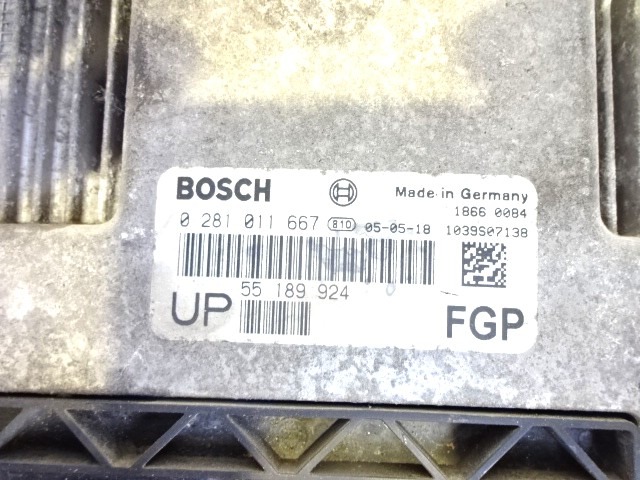 BOSCH Made in Germany
1866 0084
0 281 011 667 810 05-05-18 1039S07138
55 189 924
UP FGP